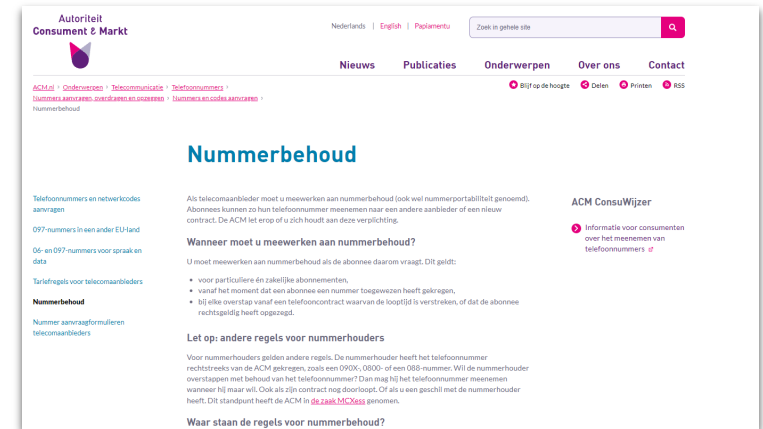 Autoriteit
Consument & Markt
Nederlands | English | Papiamentu
Zoek in gehele site
Nieuws Publicaties Onderwerpen Over ons Contact
ACM.nl > Onderwerpen > Telecommunicatie > Telefoonnummers >
Nummers aanvragen, overdragen en opzeggen > Nummers en codes aanvragen >
Nummerbehoud
Blijf op de hoogte Delen Printen RSS
Nummerbehoud
Telefoonnummers en netwerkcodes
aanvragen
097-nummers in een ander EU-land
06- en 097-nummers voor spraak en
data
Tariefregels voor telecomaanbieders
Nummerbehoud
Nummer aanvraagformulieren
telecomaanbieders
Als telecomaanbieder moet u meewerken aan nummerbehoud (ook wel nummerportabiliteit genoemd).
Abonnees kunnen zo hun telefoonnummer meenemen naar een andere aanbieder of een nieuw
contract. De ACM let erop of u zich houdt aan deze verplichting.
Wanneer moet u meewerken aan nummerbehoud?
U moet meewerken aan nummerbehoud als de abonnee daarom vraagt. Dit geldt:
• voor particuliere én zakelijke abonnementen,
• vanaf het moment dat een abonnee een nummer toegewezen heeft gekregen,
• bij elke overstap vanaf een telefooncontract waarvan de looptijd is verstreken, of dat de abonnee
rechtsgeldig heeft opgezegd.
Let op: andere regels voor nummerhouders
Voor nummerhouders gelden andere regels. De nummerhouder heeft het telefoonnummer
rechtstreeks van de ACM gekregen, zoals een 090X-, 0800- of een 088-nummer. Wil de nummerhouder
overstappen met behoud van het telefoonnummer? Dan mag hij het telefoonnummer meenemen
wanneer hij maar wil. Ook als zijn contract nog doorloopt. Of als u een geschil met de nummerhouder
heeft. Dit standpunt heeft de ACM in de zaak MCXess genomen.
Waar staan de regels voor nummerbehoud?
ACM ConsuWijzer
Informatie voor consumenten
over het meenemen van
telefoonnummers